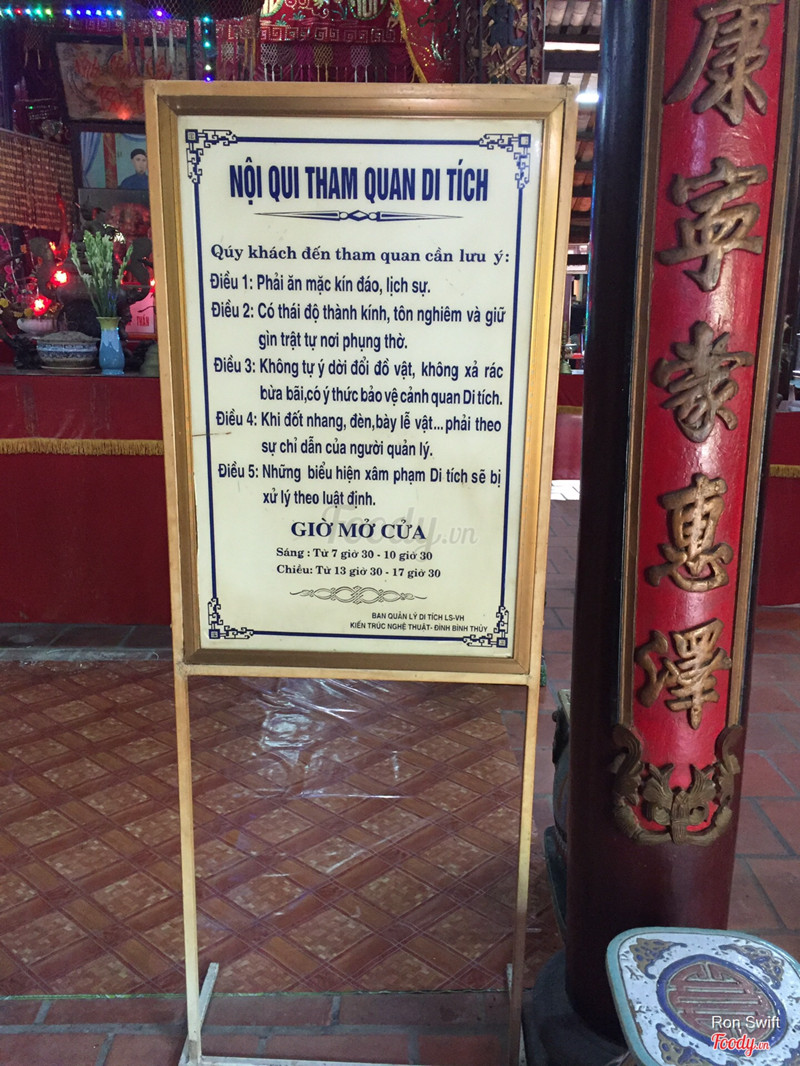 NỘI QUI THAM QUAN DI TÍCH
Qúy khách đến tham quan cần lưu ý:
Điều 1: Phải ăn mặc kín đáo, lịch sự.
Điều 2: Có thái độ thành kính, tôn nghiêm và giữ
gìn trật tự nơi phụng thờ.
Điều 3: Không tự ý dời đổi đồ vật, không xả rác
bừa bãi,có ý thức bảo vệ cảnh quan Di tích.
Điều 4: Khi đốt nhang, đèn,bày lễ vật...phải theo
sự chỉ dẫn của người quản lý.
Điều 5: Những biểu hiện xâm phạm Di tích sẽ bị
xử lý theo luật định.
Foody.vn
GIỜ MỞ CỬA
Sáng : Từ 7 giờ 30 - 10 giờ 30
Chiều: Từ 13 giờ 30 - 17 giờ 30
BAN QUẢN LÝ DI TÍCH LS-VH
KIẾN TRÚC NGHỆ THUẬT- ĐÌNH BÌNH THỦY
康
寧
蒙
惠
澤
THẦN
Ron Swift
Foody.vn